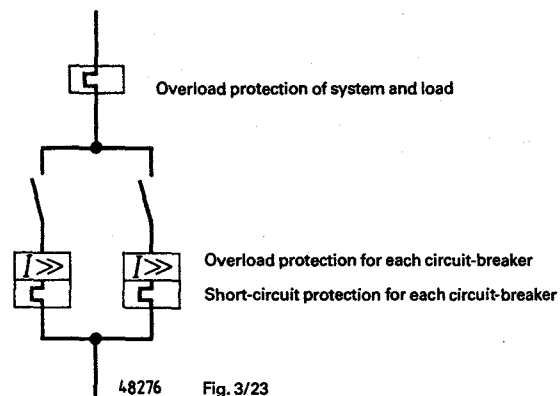 Overload protection of system and load
I≫ I≫ Overload protection for each circuit-breaker
Short-circuit protection for each circuit-breaker
48276 Fig. 3/23